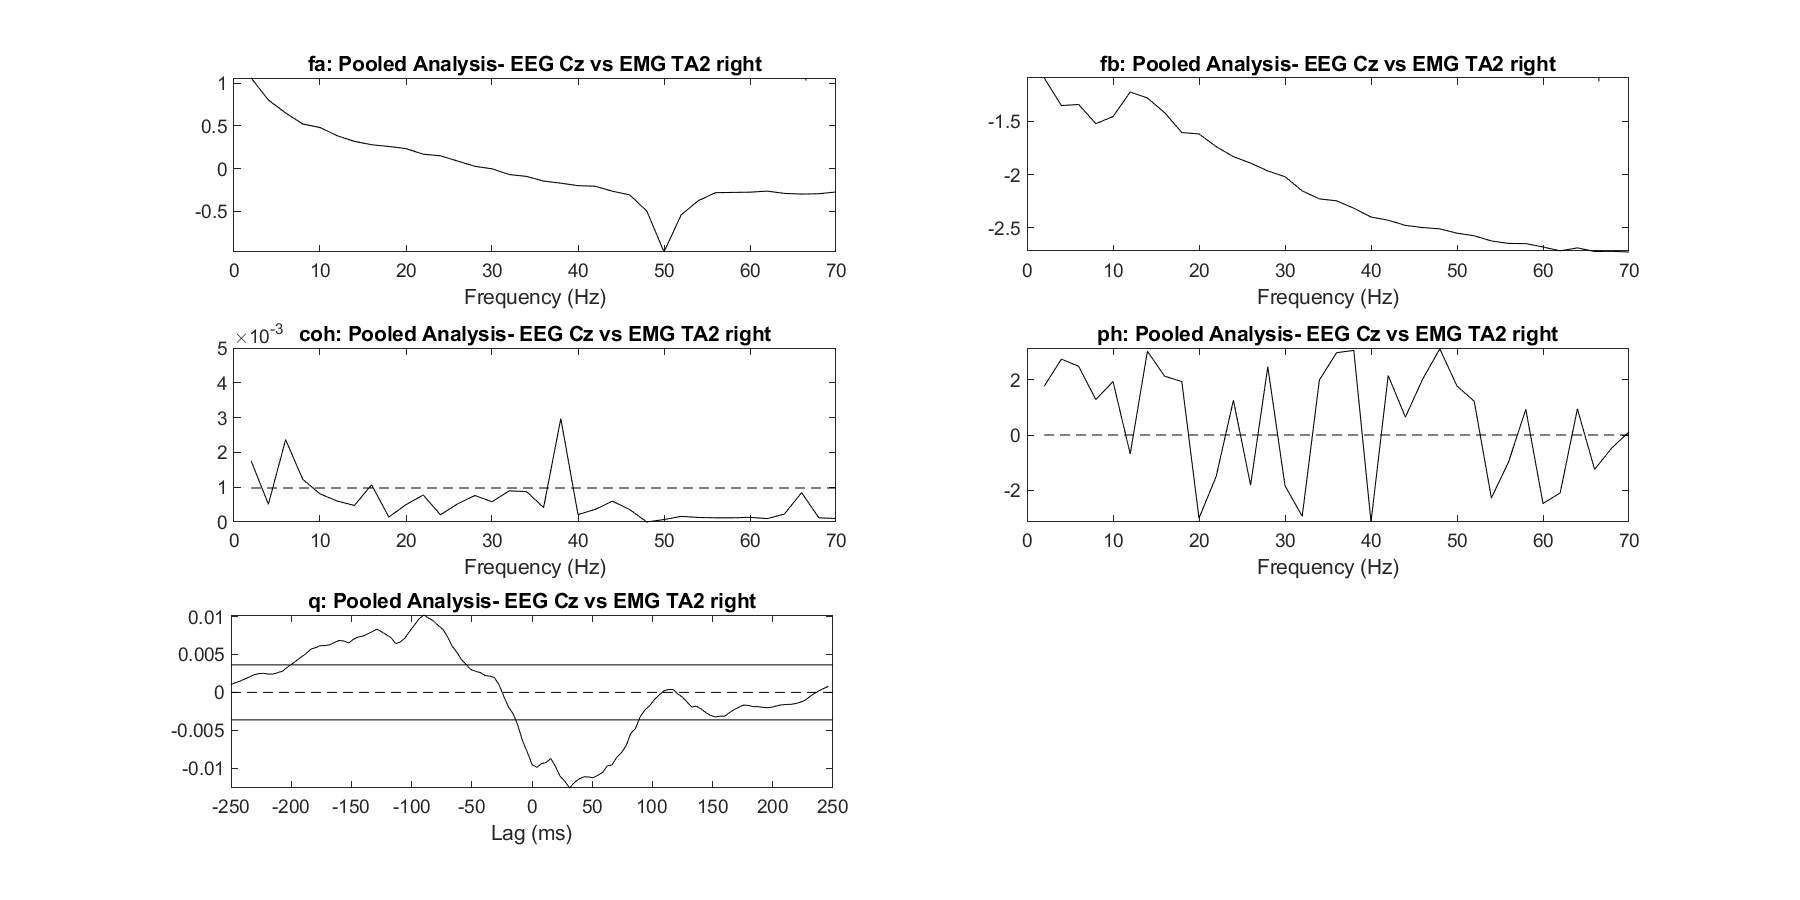 fa: Pooled Analysis- EEG Cz vs EMG TA2 right
1
0.5
0
-0.5
0 10 20 30 40 50 60 70
Frequency (Hz)
fb: Pooled Analysis- EEG Cz vs EMG TA2 right
-1.5
-2
-2.5
0 10 20 30 40 50 60 70
Frequency (Hz)
×10-3
coh: Pooled Analysis- EEG Cz vs EMG TA2 right
5
4
3
2
1
0
0 10 20 30 40 50 60 70
Frequency (Hz)
ph: Pooled Analysis- EEG Cz vs EMG TA2 right
2
0
-2
0 10 20 30 40 50 60 70
Frequency (Hz)
q: Pooled Analysis- EEG Cz vs EMG TA2 right
0.01
0.005
0
-0.005
-0.01
-250 -200 -150 -100 -50 0 50 100 150 200 250
Lag (ms)